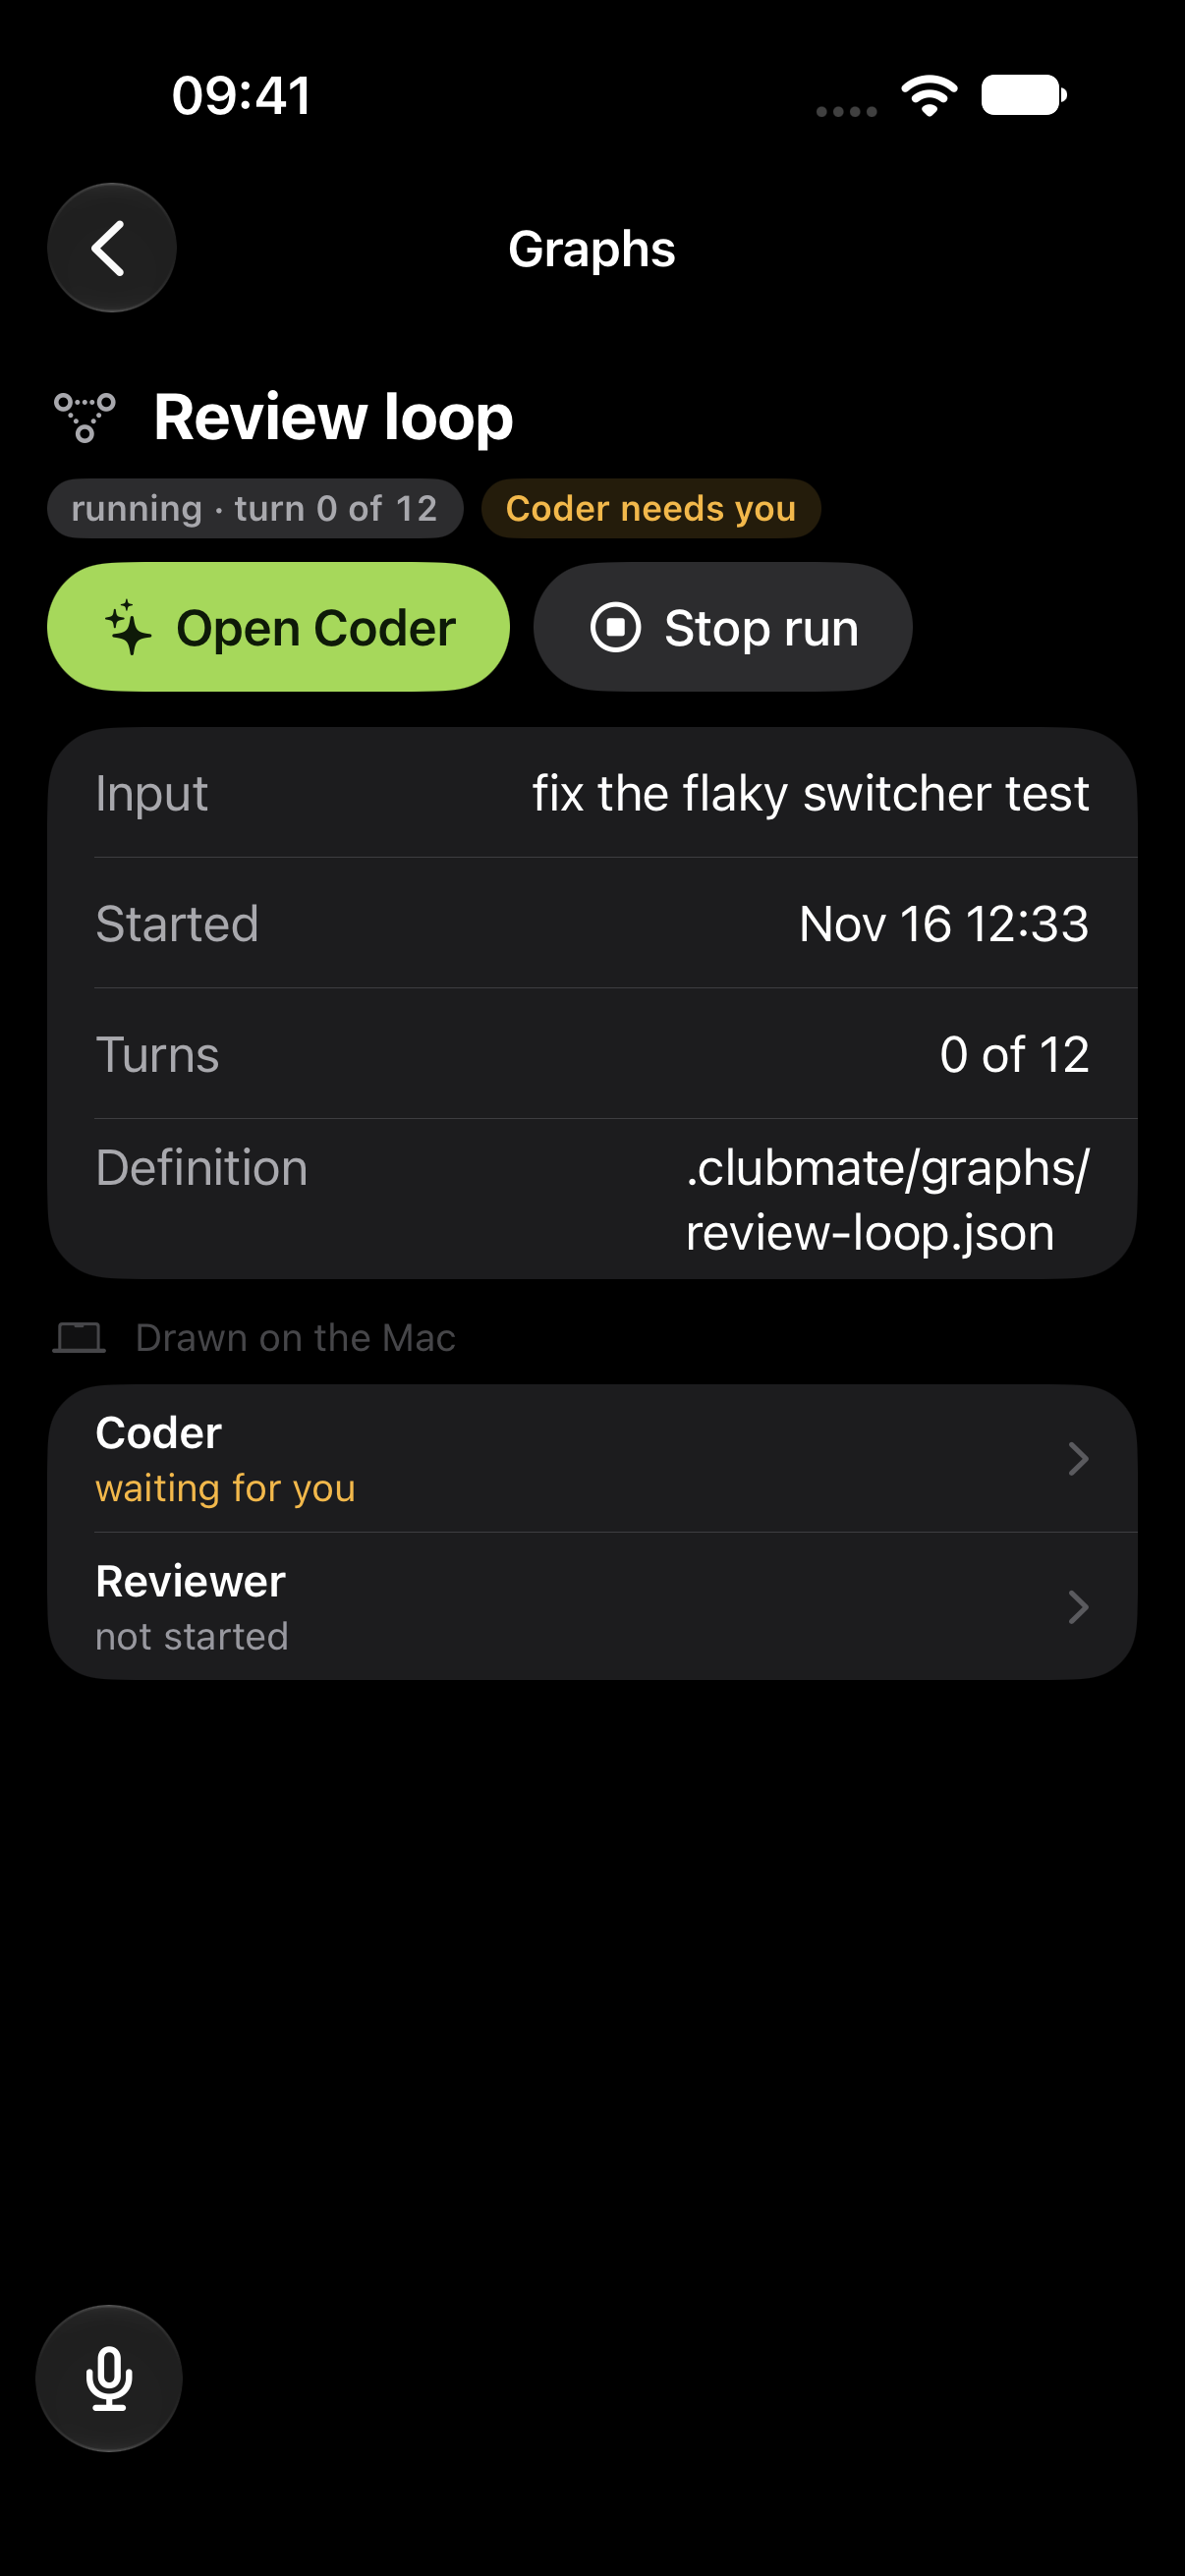 09:41
Graphs
Review loop
running · turn 0 of 12
Coder needs you
Open Coder
Stop run
Input
fix the flaky switcher test
Started
Nov 16 12:33
Turns
0 of 12
Definition
.clubmate/graphs/
review-loop.json
Drawn on the Mac
Coder
waiting for you
Reviewer
not started